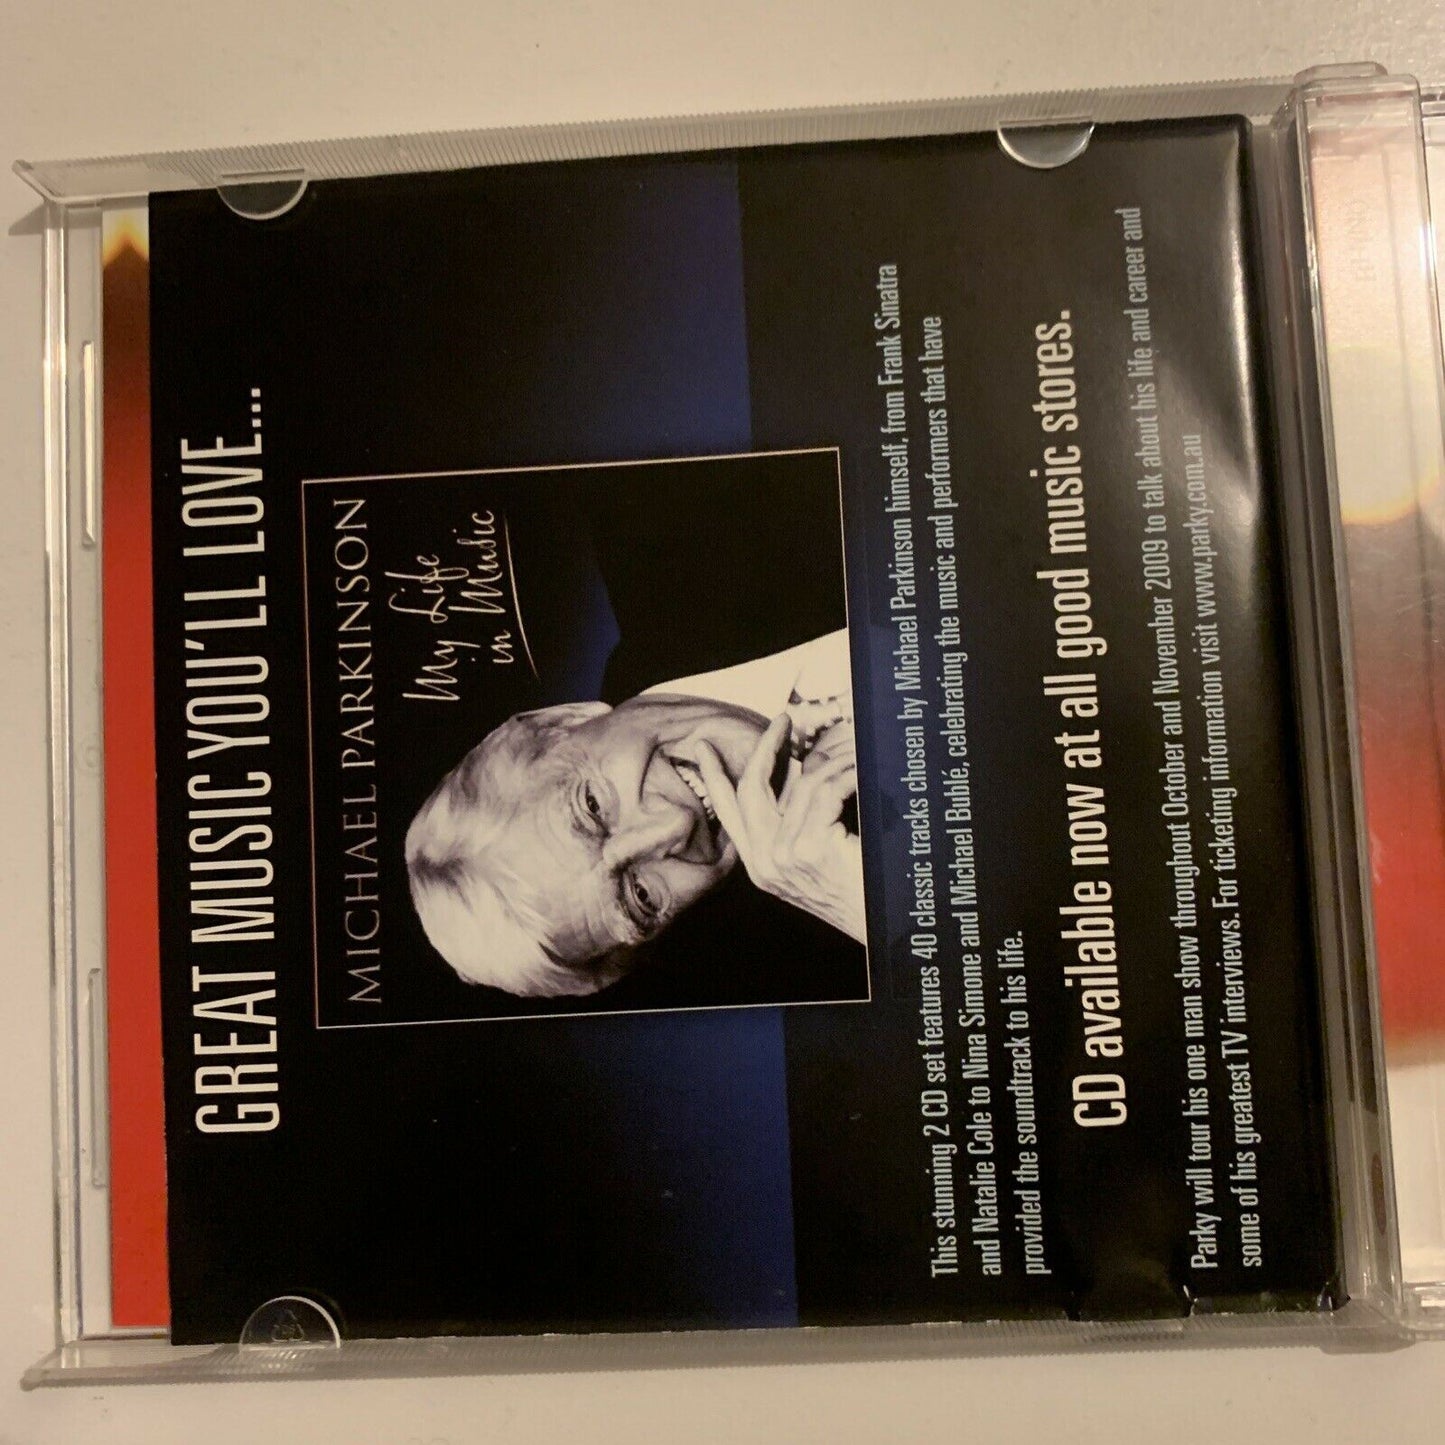 GREAT MUSIC YOU'LL LOVE...
MICHAEL PARKINSON
My Life
in Music
This stunning 2 CD set features 40 classic tracks chosen by Michael Parkinson himself, from Frank Sinatra
and Natalie Cole to Nina Simone and Michael Bublé, celebrating the music and performers that have
provided the soundtrack to his life.
CD available now at all good music stores.
Parky will tour his one man show throughout October and November 2009 to talk about his life and career and
some of his greatest TV interviews. For ticketing information visit www.parky.com.au